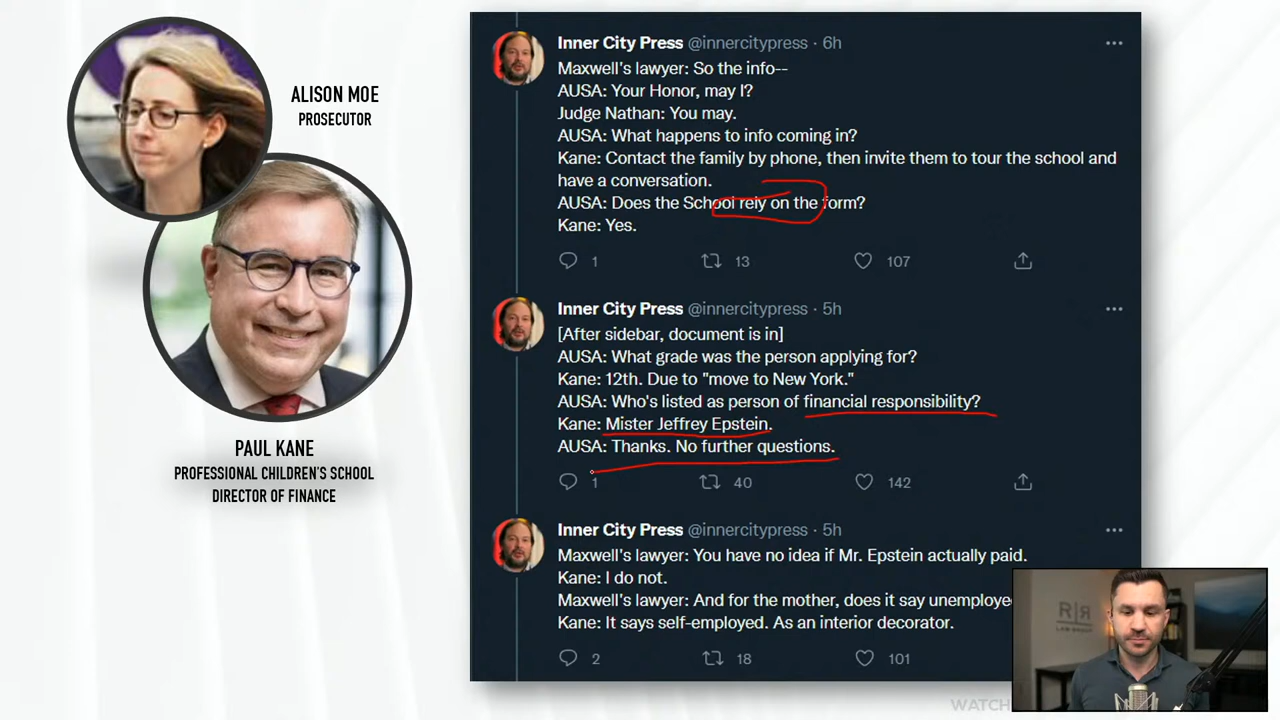 ALISON MOE
PROSECUTOR
PAUL KANE
PROFESSIONAL CHILDREN'S SCHOOL
DIRECTOR OF FINANCE
Inner City Press @innercitypress · 6h
Maxwell's lawyer: So the info--
AUSA: Your Honor, may I?
Judge Nathan: You may.
AUSA: What happens to info coming in?
Kane: Contact the family by phone, then invite them to tour the school and
have a conversation.
AUSA: Does the School rely on the form?
Kane: Yes.
1 13 107
Inner City Press @innercitypress · 5h
[After sidebar, document is in]
AUSA: What grade was the person applying for?
Kane: 12th. Due to "move to New York."
AUSA: Who's listed as person of financial responsibility?
Kane: Mister Jeffrey Epstein.
AUSA: Thanks. No further questions.
1 40 142
Inner City Press @innercitypress · 5h
Maxwell's lawyer: You have no idea if Mr. Epstein actually paid.
Kane: I do not.
Maxwell's lawyer: And for the mother, does it say unemploye
Kane: It says self-employed. As an interior decorator.
2 18 101
R|R
LAW GROUP
WATCH